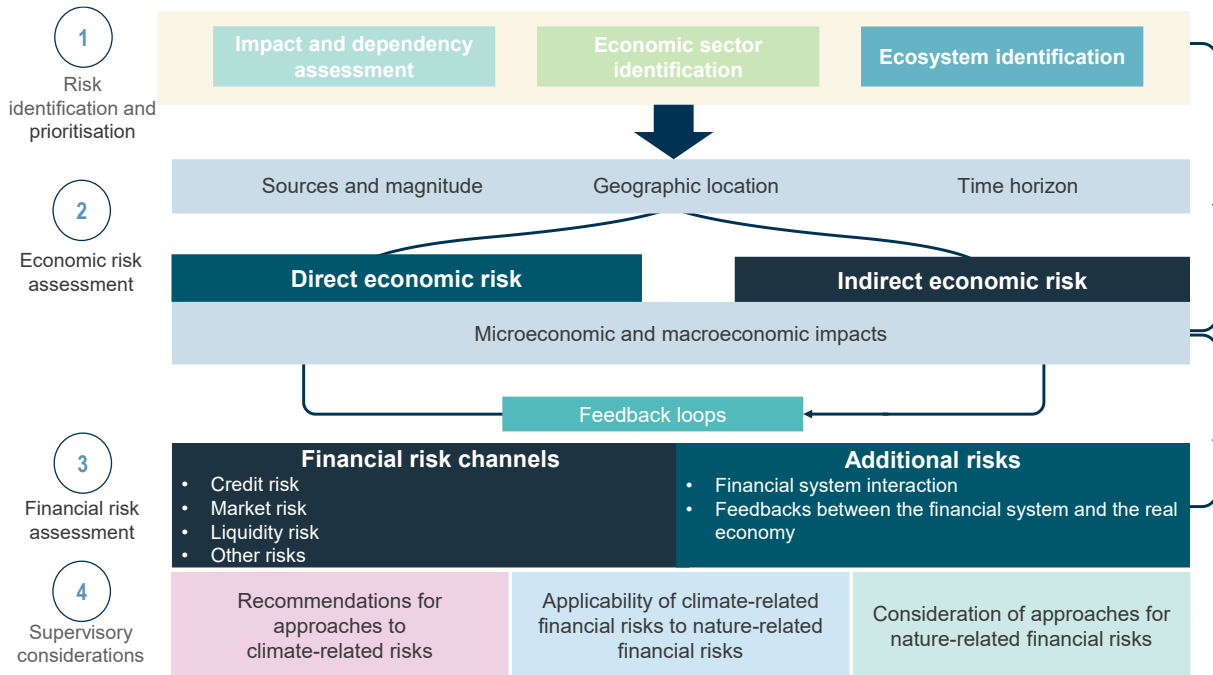 1
Risk
identification and
prioritisation
Impact and dependency
assessment
Economic sector
identification
Ecosystem identification
2
Economic risk
assessment
Sources and magnitude
Geographic location
Time horizon
Direct economic risk
Indirect economic risk
Microeconomic and macroeconomic impacts
Feedback loops
3
Financial risk
assessment
Financial risk channels
• Credit risk
• Market risk
• Liquidity risk
• Other risks
Additional risks
• Financial system interaction
• Feedbacks between the financial system and the real
economy
4
Supervisory
considerations
Recommendations for
approaches to
climate-related risks
Applicability of climate-related
financial risks to nature-related
financial risks
Consideration of approaches for
nature-related financial risks